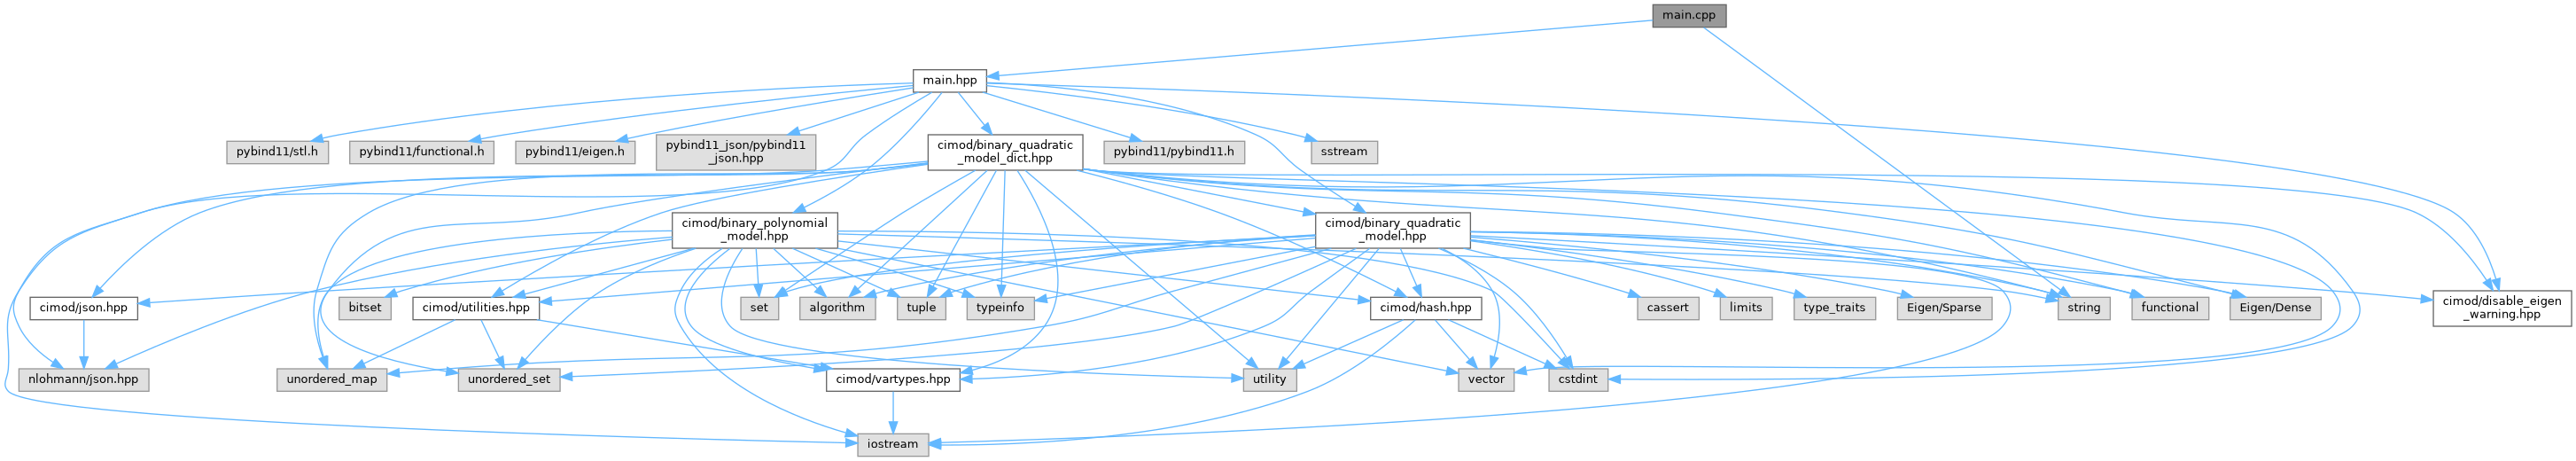 main.cpp
main.hpp
pybind11/stl.h
pybind11/functional.h
pybind11/eigen.h
pybind11_json/pybind11
_json.hpp
cimod/binary_quadratic
_model_dict.hpp
pybind11/pybind11.h
sstream
cimod/binary_polynomial
_model.hpp
cimod/binary_quadratic
_model.hpp
cimod/json.hpp
bitset
cimod/utilities.hpp
set
algorithm
tuple
typeinfo
cimod/hash.hpp
cassert
limits
type_traits
Eigen/Sparse
string
functional
Eigen/Dense
cimod/disable_eigen
_warning.hpp
nlohmann/json.hpp
unordered_map
unordered_set
cimod/vartypes.hpp
utility
vector
cstdint
iostream